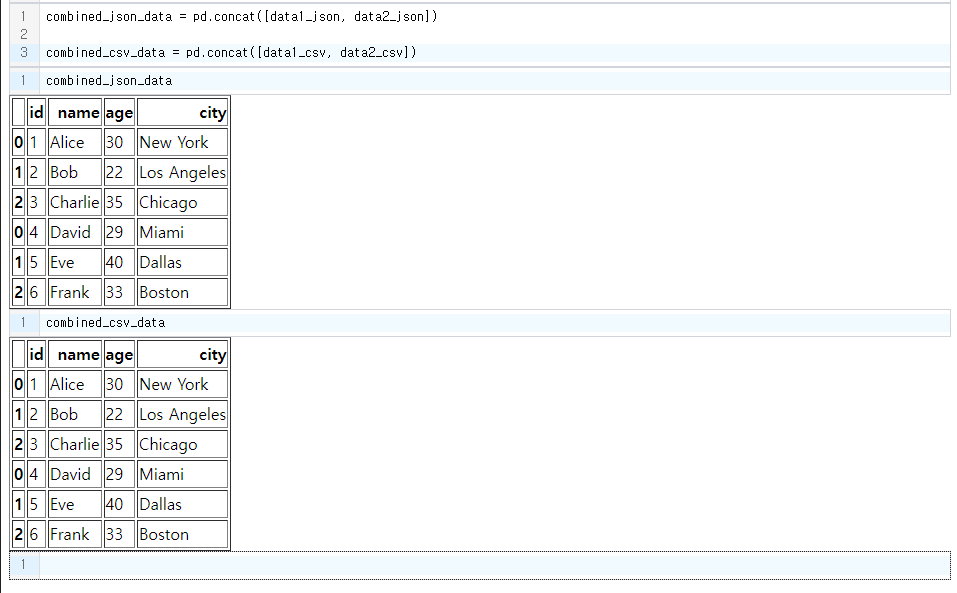 1 combined_json_data = pd.concat([data1_json, data2_json])
2
3 combined_csv_data = pd.concat([data1_csv, data2_csv])
1 combined_json_data
id name age city
0 1 Alice 30 New York
1 2 Bob 22 Los Angeles
2 3 Charlie 35 Chicago
0 4 David 29 Miami
1 5 Eve 40 Dallas
2 6 Frank 33 Boston
1 combined_csv_data
id name age city
0 1 Alice 30 New York
1 2 Bob 22 Los Angeles
2 3 Charlie 35 Chicago
0 4 David 29 Miami
1 5 Eve 40 Dallas
2 6 Frank 33 Boston
1